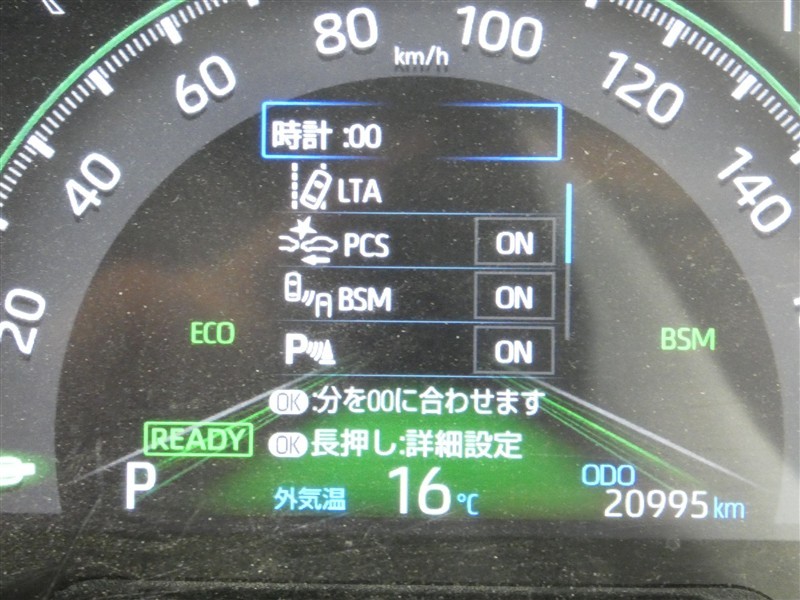 80 100
km/h
60 120
40 140
20
時計 :00
LTA
PCS ON
BSM ON
P ON
ECO BSM
OK :分を00に合わせます
READY OK 長押し:詳細設定
P 外気温 16℃ ODO
20995km